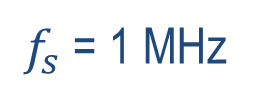 fₛ = 1 MHz